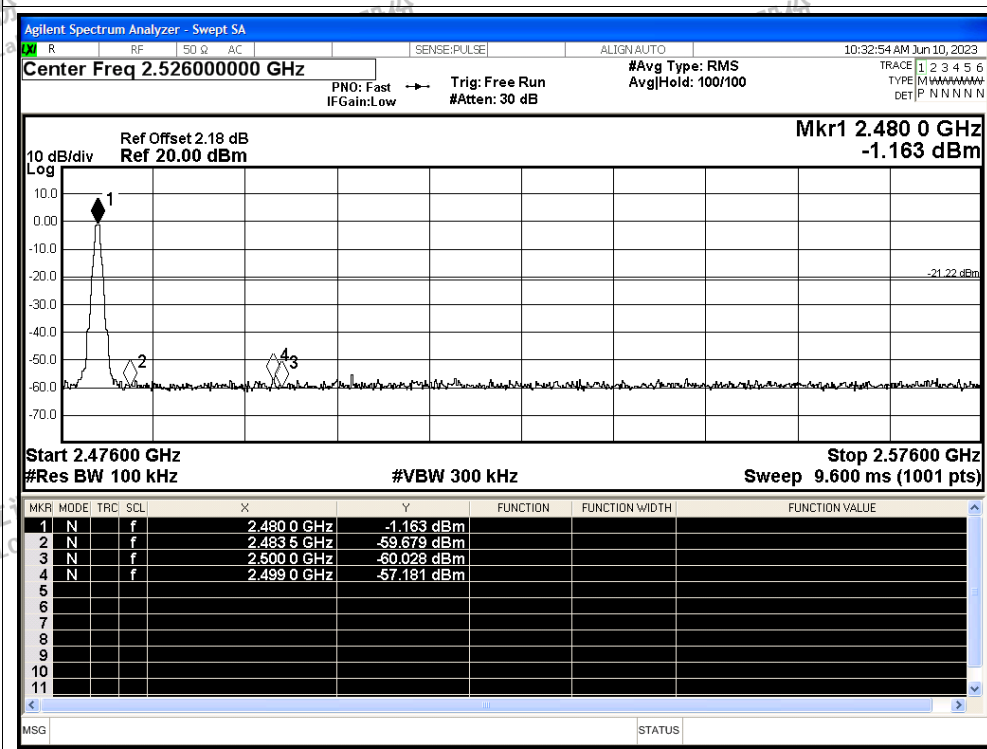 股份
股份
Agilent Spectrum Analyzer - Swept SA
LXI R RF 50 Ω AC SENSE:PULSE ALIGN AUTO 10:32:54 AM Jun 10, 2023
Center Freq 2.526000000 GHz #Avg Type: RMS TRACE 1 2 3 4 5 6
PNO: Fast Trig: Free Run Avg|Hold: 100/100 TYPE M
IFGain:Low #Atten: 30 dB DET P N N N N N
Mkr1 2.480 0 GHz
Ref Offset 2.18 dB
10 dB/div Ref 20.00 dBm -1.163 dBm
Log
10.0
1
0.00
-10.0
-20.0
-21.22 dBm
-30.0
-40.0
-50.0
2 4 3
-60.0
-70.0
Start 2.47600 GHz Stop 2.57600 GHz
#Res BW 100 kHz #VBW 300 kHz Sweep 9.600 ms (1001 pts)
MKR MODE TRC SCL X Y FUNCTION FUNCTION WIDTH FUNCTION VALUE
1 N f 2.480 0 GHz -1.163 dBm
2 N f 2.483 5 GHz -59.679 dBm
3 N f 2.500 0 GHz -60.028 dBm
4 N f 2.499 0 GHz -57.181 dBm
5
6
7
8
9
10
11
MSG STATUS